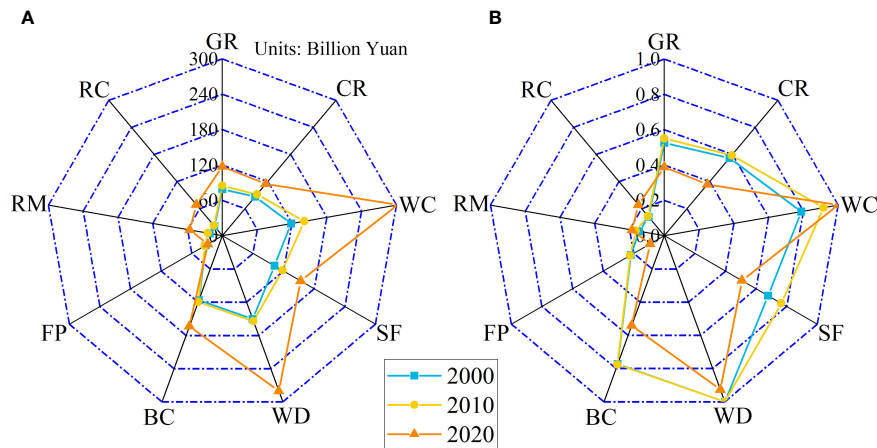 A
B
GR
Units: Billion Yuan
300
240
180
120
60
0
CR
WC
SF
WD
BC
FP
RM
RC
GR
1.0
0.8
0.6
0.4
0.2
0.0
CR
WC
SF
WD
BC
FP
RM
RC
2000
2010
2020